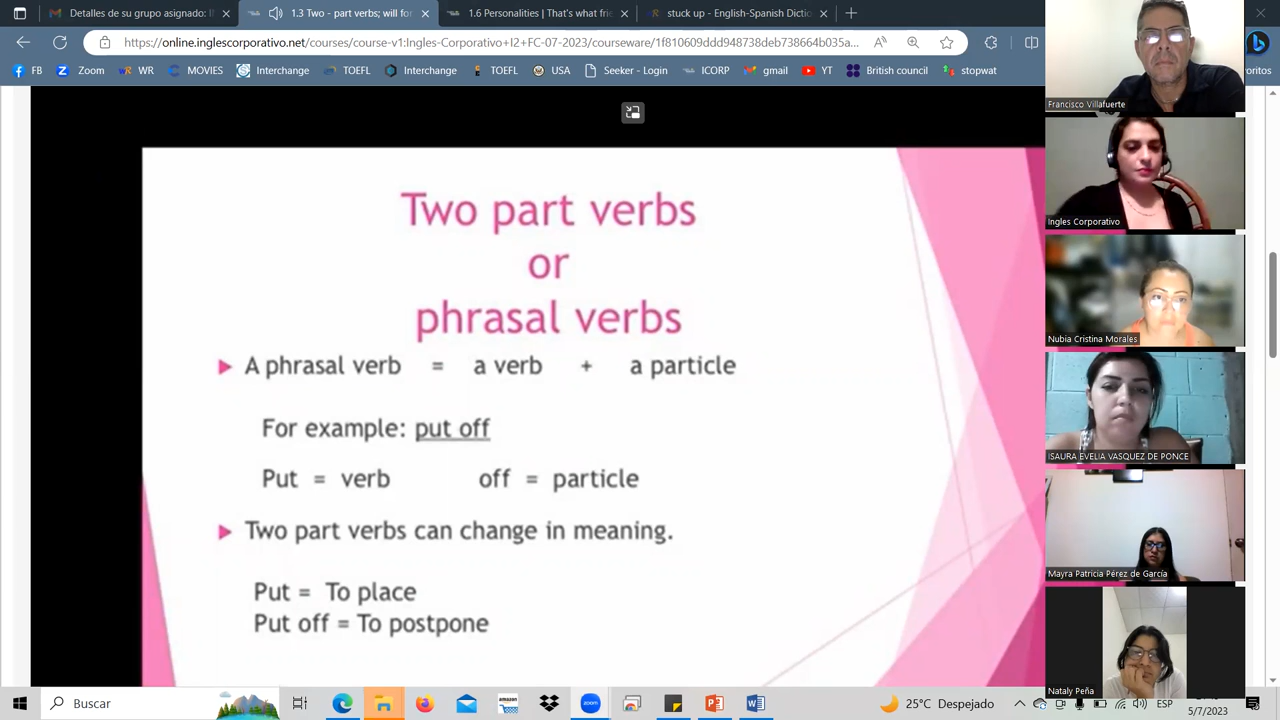 Detalles de su grupo asignado: I
1.3 Two - part verbs; will for
1.6 Personalities | That's what frie
stuck up - English-Spanish Dictio
https://online.inglescorporativo.net/courses/course-v1:Ingles-Corporativo+I2+FC-07-2023/courseware/1f810609ddd948738deb738664b035a...
FB
Zoom
WR
MOVIES
Interchange
TOEFL
Interchange
TOEFL
USA
Seeker - Login
ICORP
gmail
YT
British council
stopwat
oritos
Two part verbs
or
phrasal verbs
A phrasal verb = a verb + a particle
For example: put off
Put = verb off = particle
Two part verbs can change in meaning.
Put = To place
Put off = To postpone
Francisco Villafuerte
Ingles Corporativo
Nubia Cristina Morales
ISAURA EVELIA VASQUEZ DE PONCE
Mayra Patricia Pérez de García
Nataly Peña
Buscar
25°C Despejado
ESP
5/7/2023